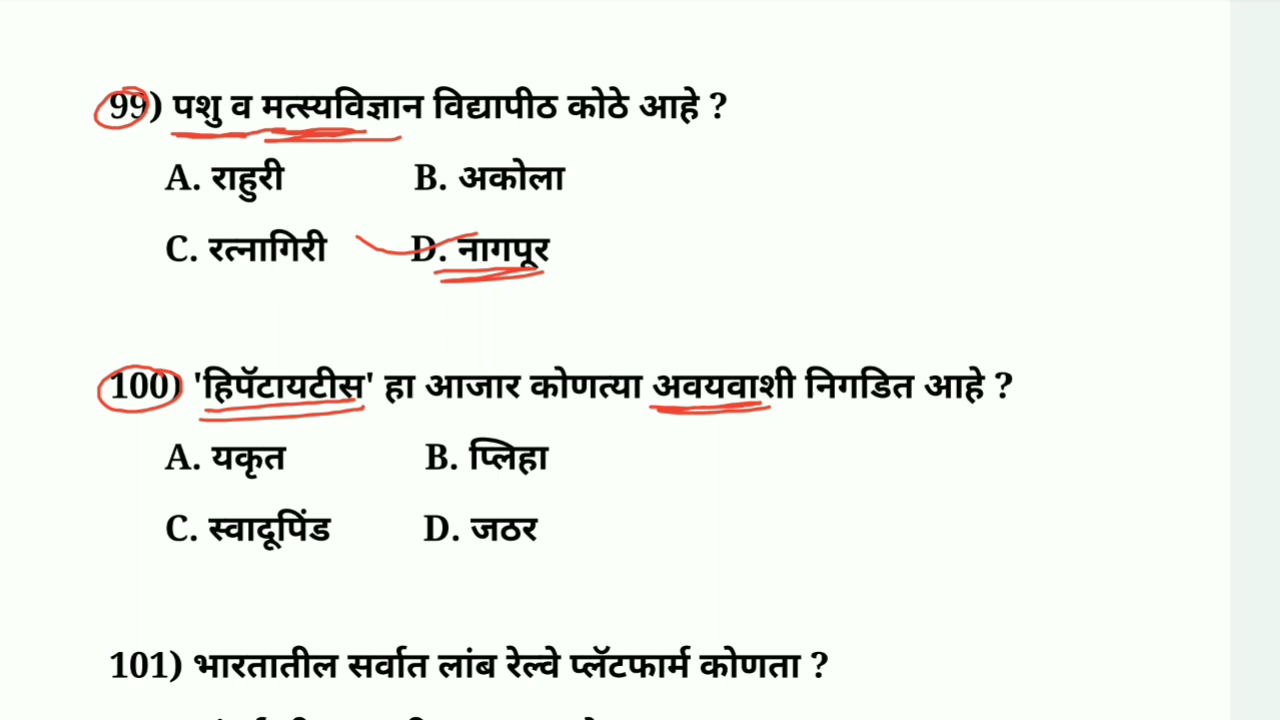 99) पशु व मत्स्यविज्ञान विद्यापीठ कोठे आहे ?
A. राहुरी B. अकोला
C. रत्नागिरी D. नागपूर
100) 'हिपॅटायटीस' हा आजार कोणत्या अवयवाशी निगडित आहे ?
A. यकृत B. प्लिहा
C. स्वादूपिंड D. जठर
101) भारतातील सर्वात लांब रेल्वे प्लॅटफार्म कोणता ?